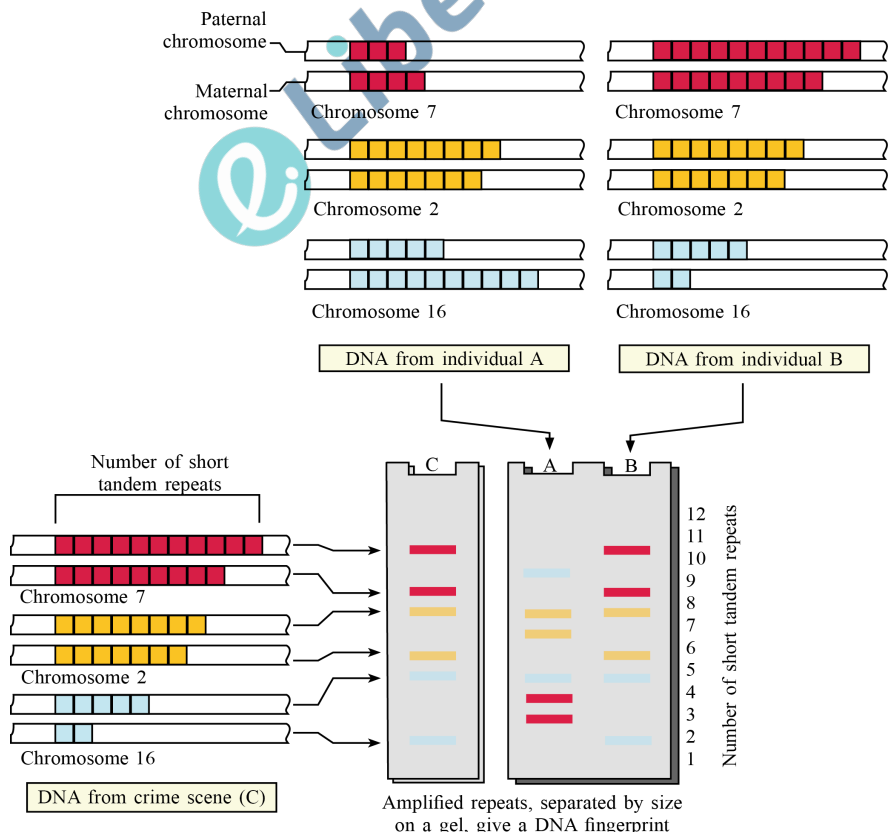 Paternal
chromosome
Maternal
chromosome
Chromosome 7
Chromosome 7
Chromosome 2
Chromosome 2
Chromosome 16
Chromosome 16
DNA from individual A
DNA from individual B
Number of short
tandem repeats
Chromosome 7
Chromosome 2
Chromosome 16
DNA from crime scene (C)
C
A
B
12
11
10
9
8
7
6
5
4
3
2
1
Number of short tandem repeats
Amplified repeats, separated by size
on a gel, give a DNA fingerprint